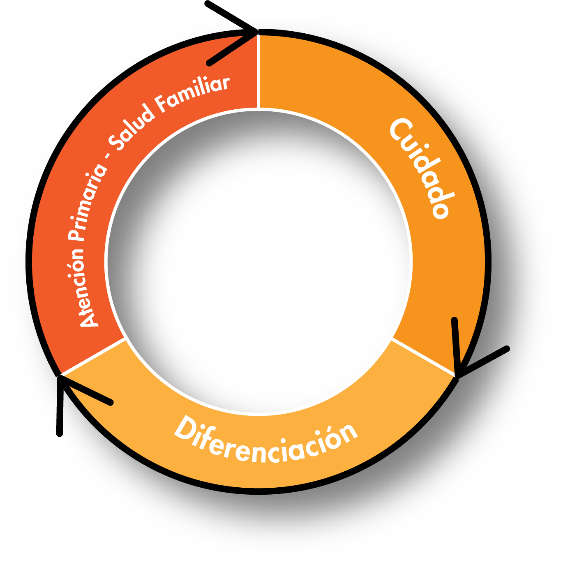 Cuidado
Diferenciación
Atención Primaria - Salud Familiar